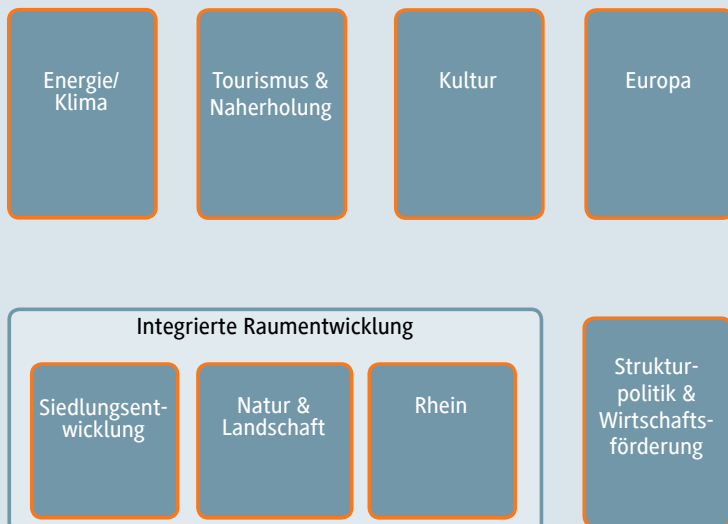 Energie/
Klima
Tourismus &
Naherholung
Kultur
Europa
Integrierte Raumentwicklung
Siedlungsent-
wicklung
Natur &
Landschaft
Rhein
Struktur-
politik &
Wirtschafts-
förderung